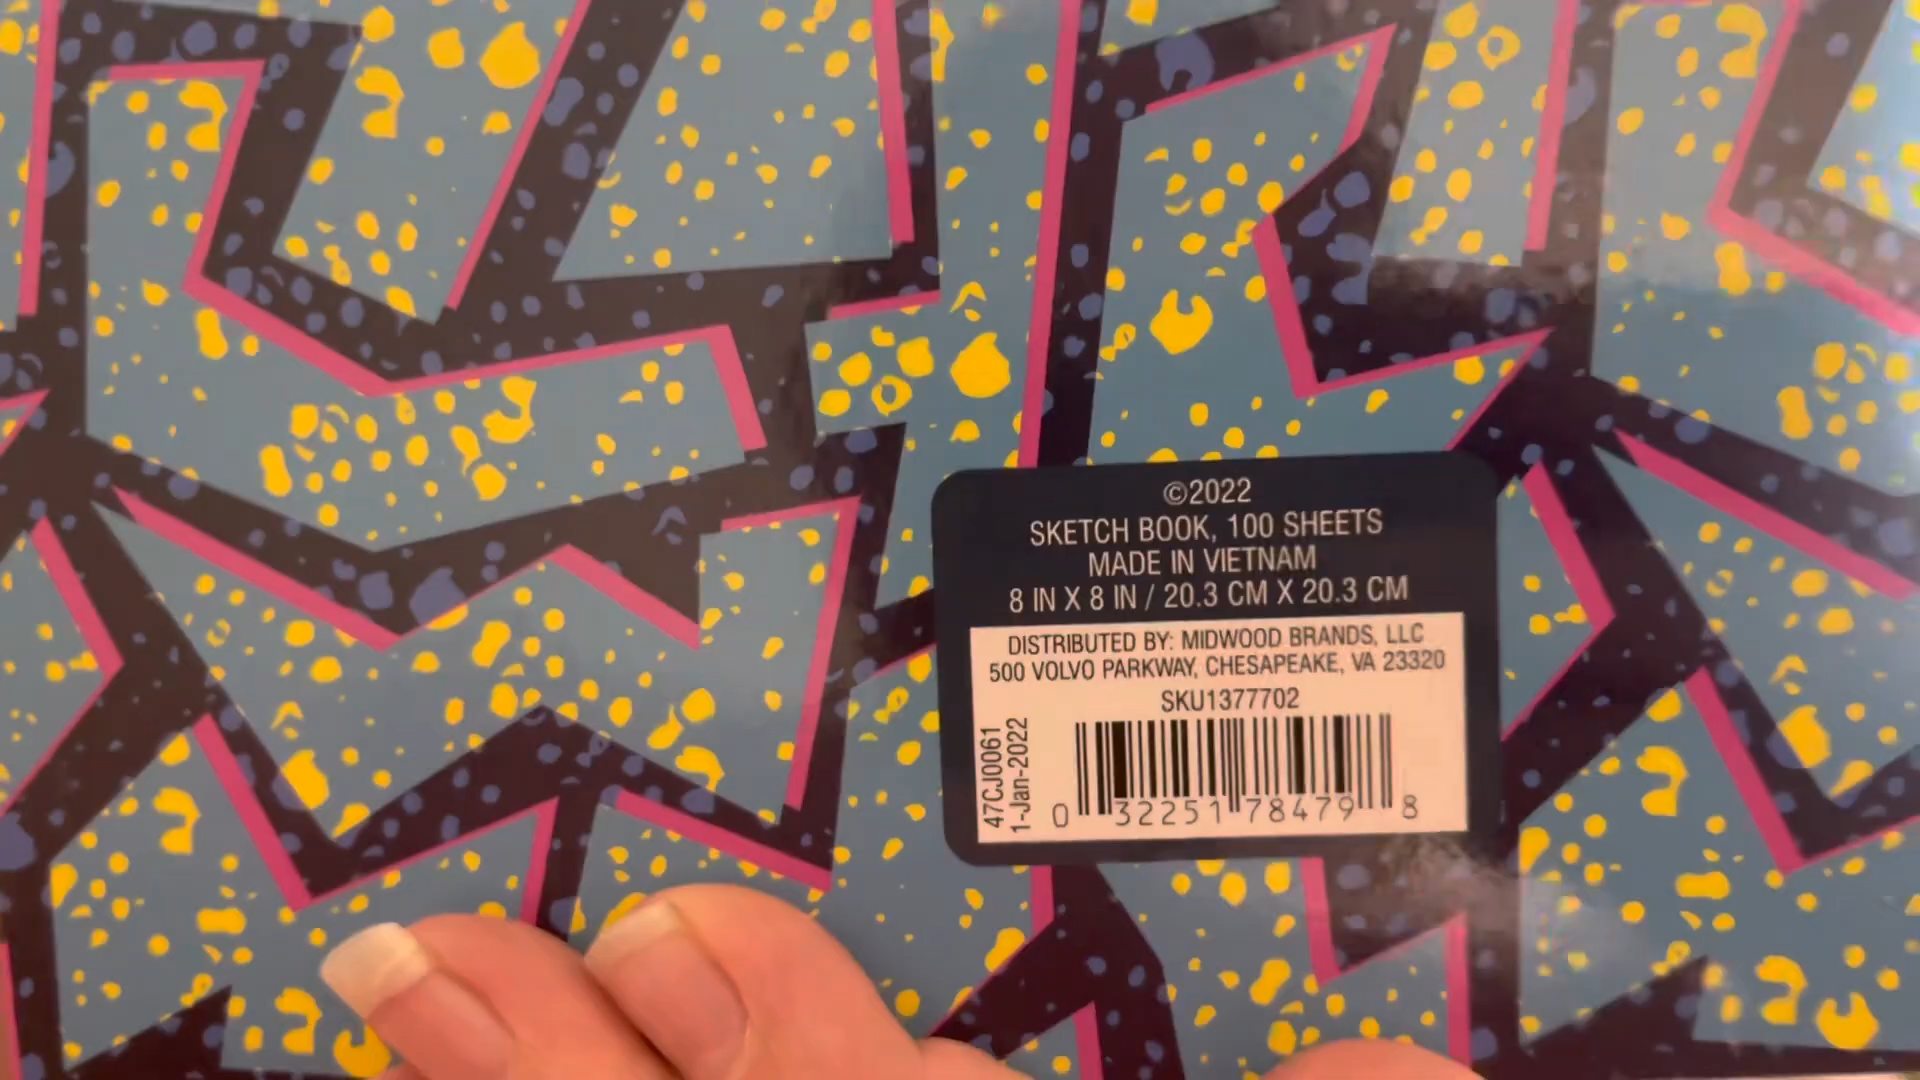 ©2022
SKETCH BOOK, 100 SHEETS
MADE IN VIETNAM
8 IN X 8 IN / 20.3 CM X 20.3 CM
DISTRIBUTED BY: MIDWOOD BRANDS, LLC
500 VOLVO PARKWAY, CHESAPEAKE, VA 23320
SKU1377702
47CJ0061
1-Jan-2022
0 32251 78479 8